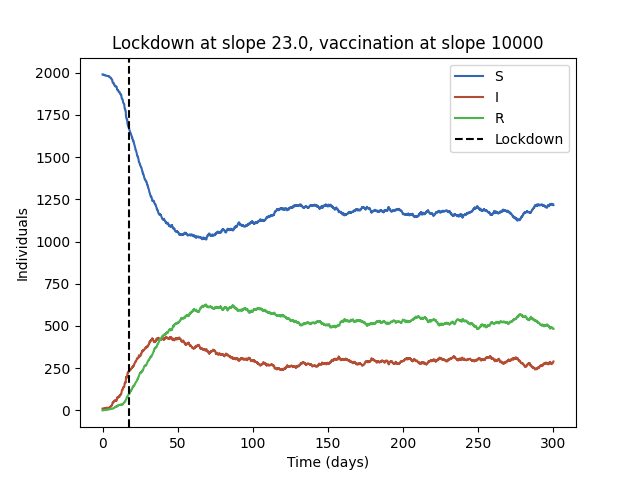 Lockdown at slope 23.0, vaccination at slope 10000
S
I
R
Lockdown
Individuals
2000
1750
1500
1250
1000
750
500
250
0
0 50 100 150 200 250 300
Time (days)